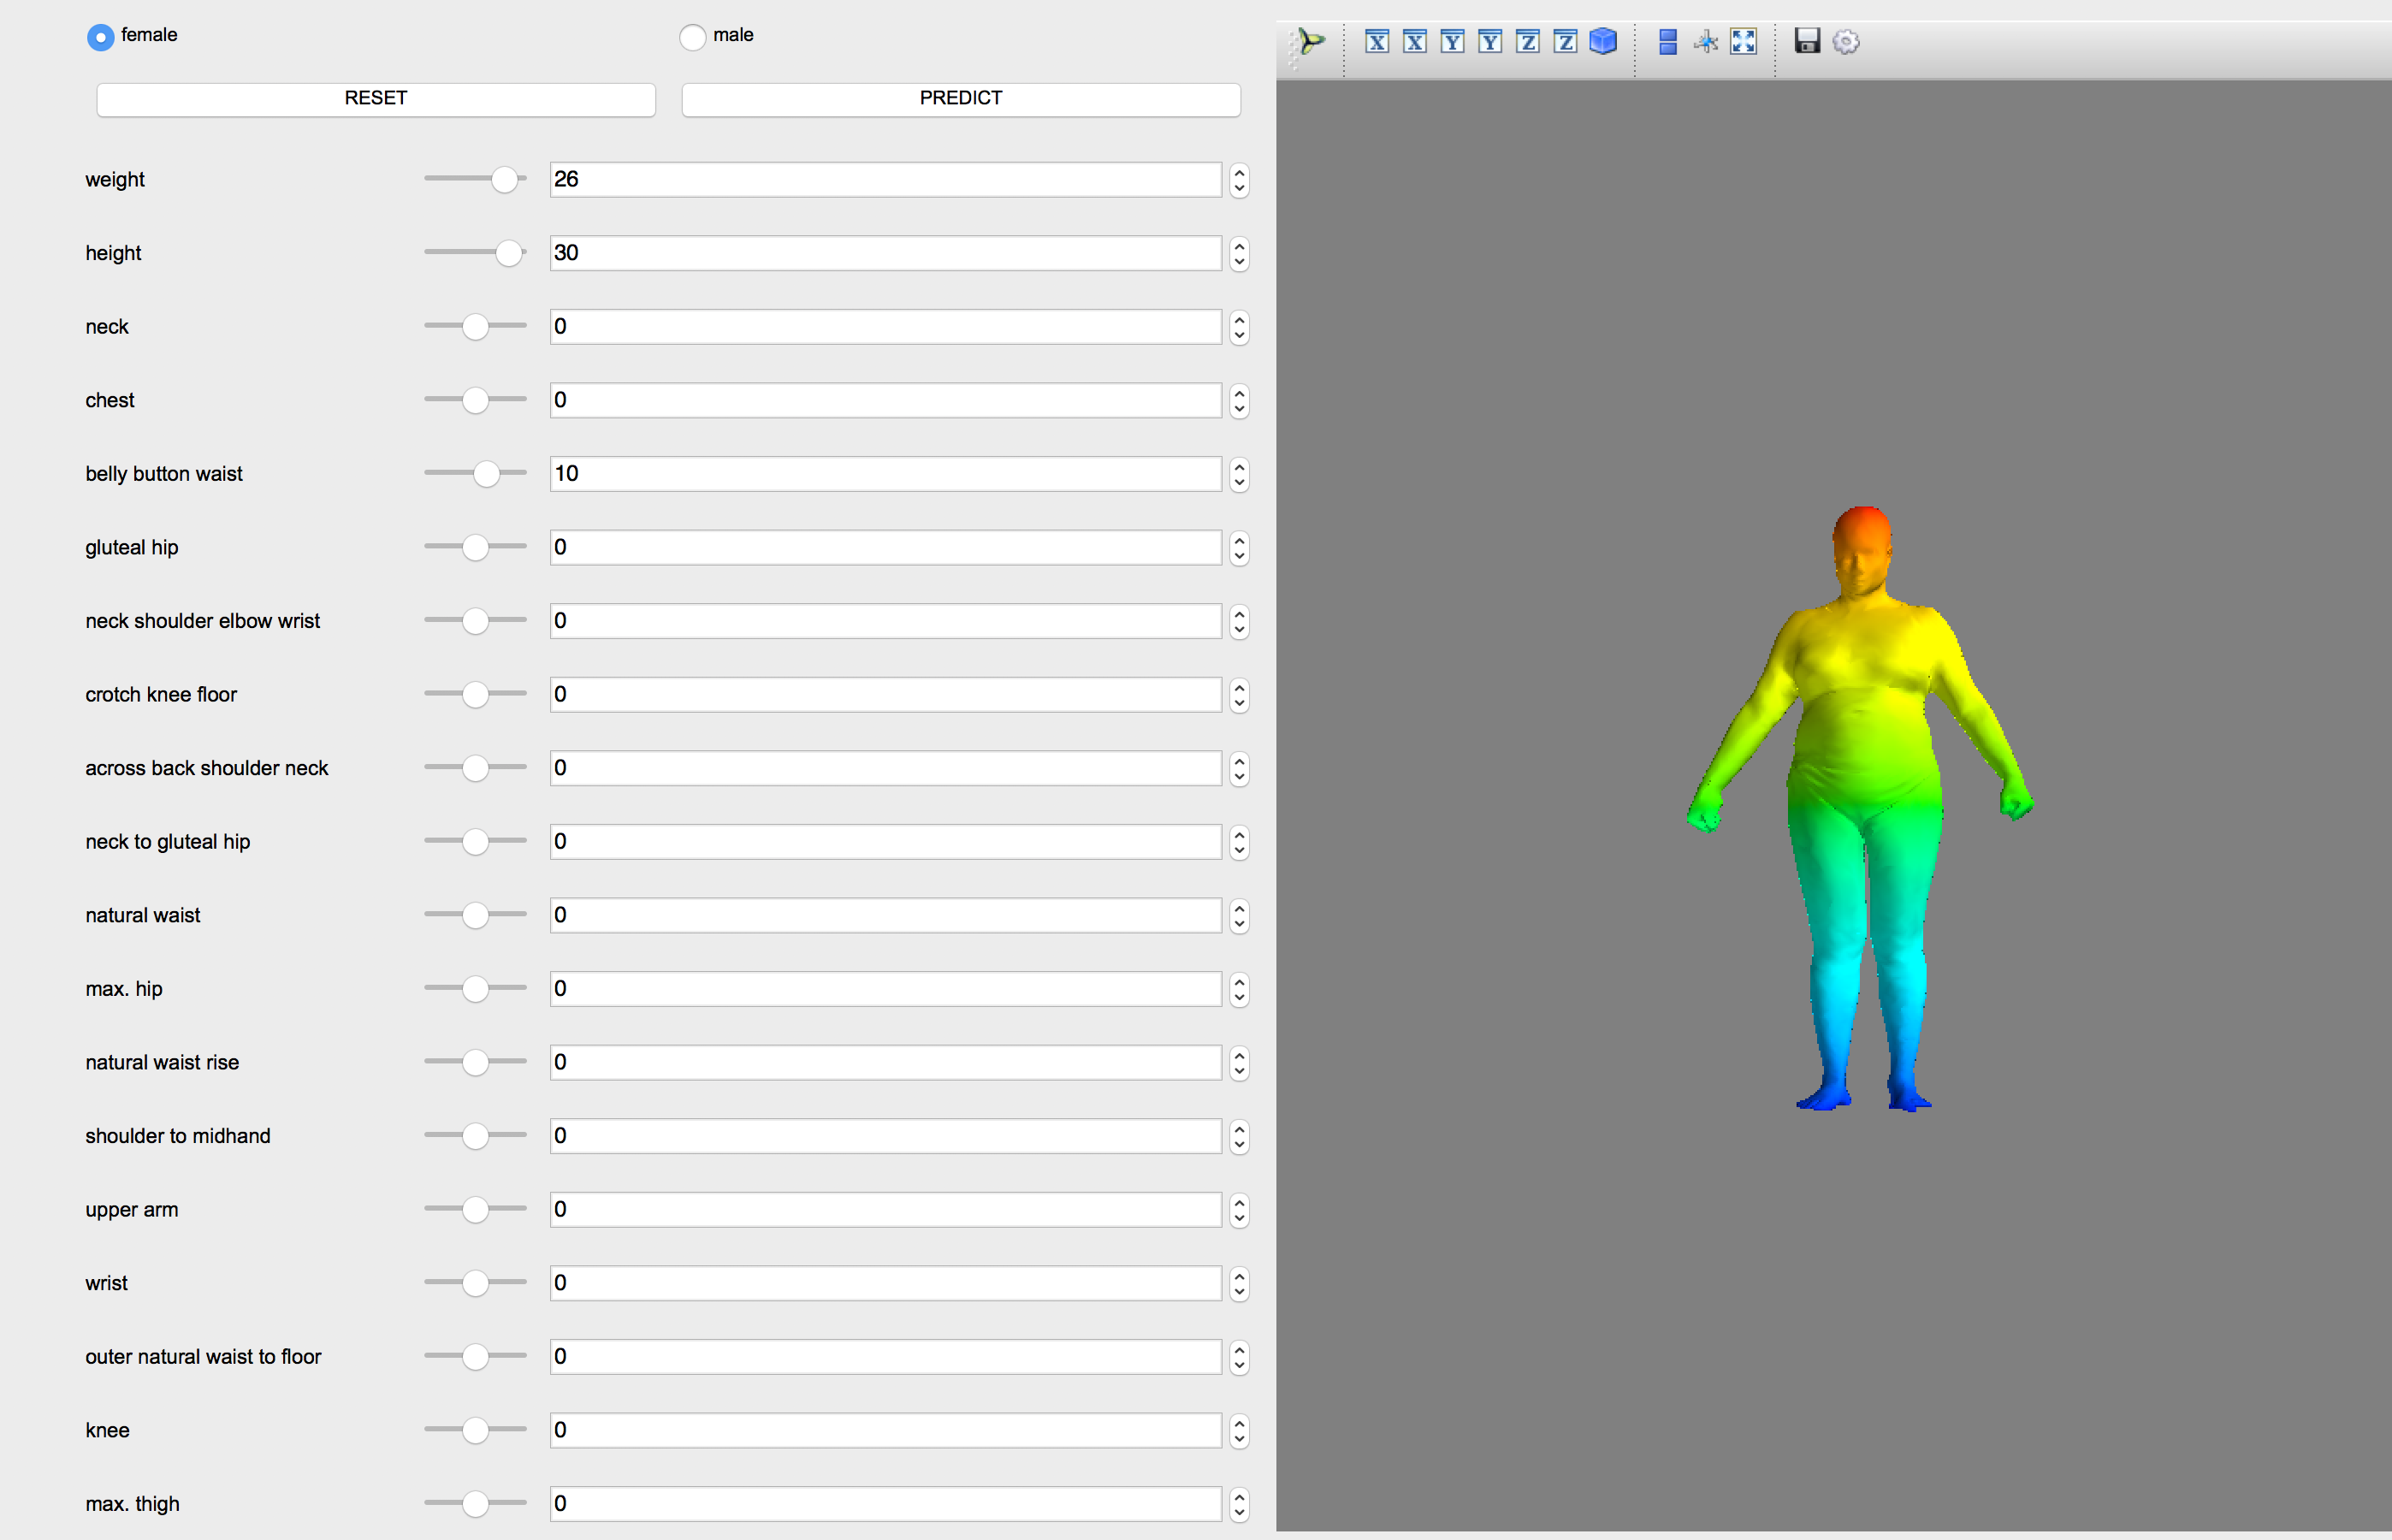 female male
RESET PREDICT
X X Y Y Z Z
weight 26
height 30
neck 0
chest 0
belly button waist 10
gluteal hip 0
neck shoulder elbow wrist 0
crotch knee floor 0
across back shoulder neck 0
neck to gluteal hip 0
natural waist 0
max. hip 0
natural waist rise 0
shoulder to midhand 0
upper arm 0
wrist 0
outer natural waist to floor 0
knee 0
max. thigh 0